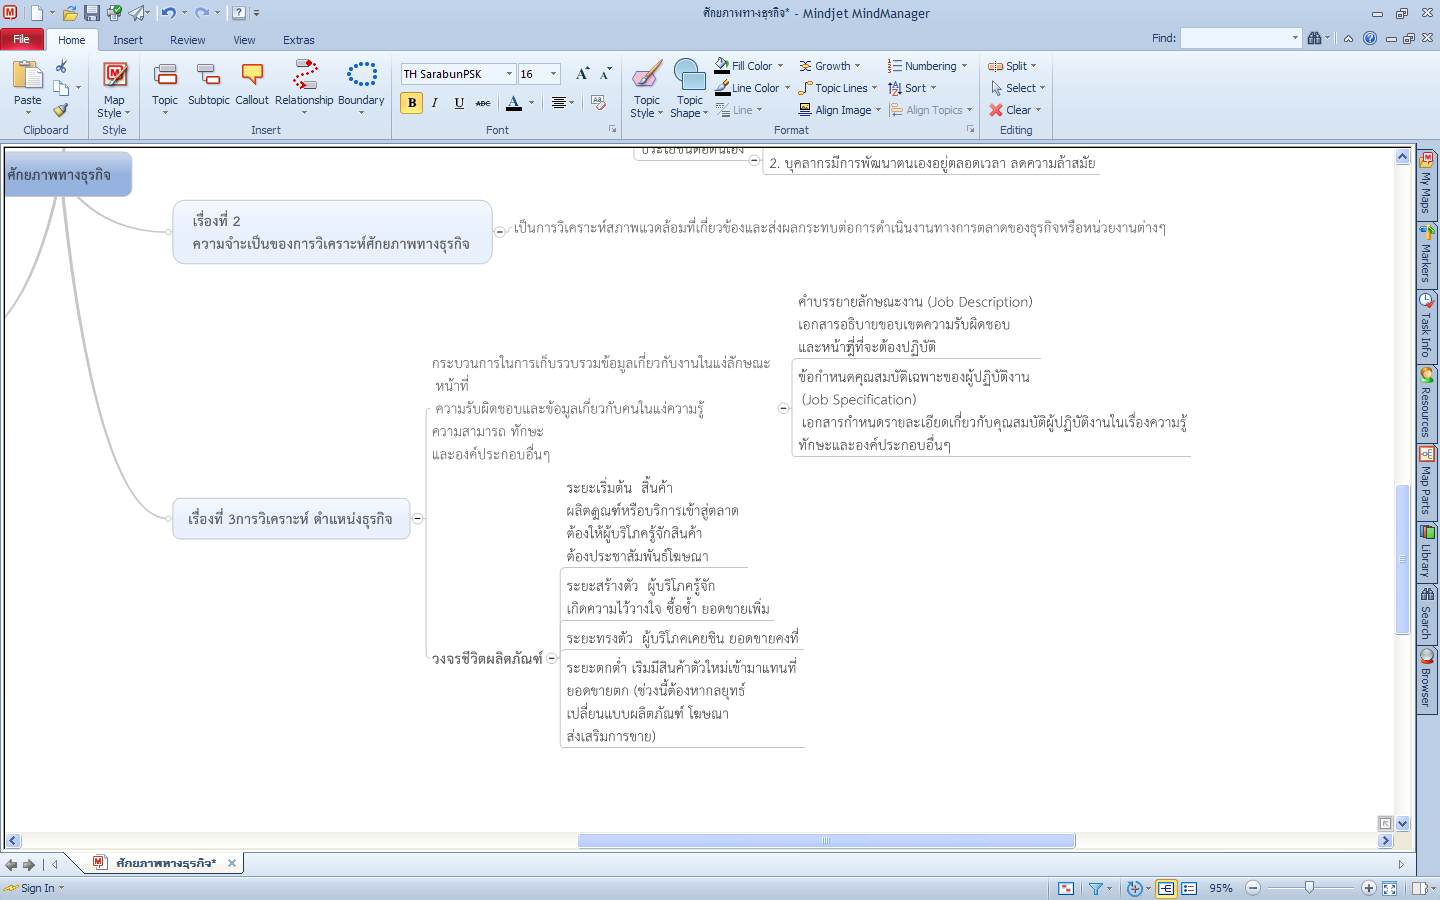 ศักยภาพทางธุรกิจ* - Mindjet MindManager
File
Home
Insert
Review
View
Extras
Find:
Paste
Map
Style
Topic
Subtopic
Callout
Relationship
Boundary
TH SarabunPSK
16
B
I
U
ABC
A
Topic
Style
Topic
Shape
Fill Color
Line Color
Line
Growth
Topic Lines
Align Image
Numbering
Sort
Align Topics
Split
Select
Clear
Clipboard
Style
Insert
Font
Format
Editing
ศักยภาพทางธุรกิจ
ประโยชน์ต่อตนเอง
2. บุคลากรมีการพัฒนาตนเองอยู่ตลอดเวลา ลดความล้าสมัย
เรื่องที่ 2
ความจำะเป็นของการวิเคราะห์ศักยภาพทางธุรกิจ
เป็นการวิเคราะห์สภาพแวดล้อมที่เกี่ยวข้องและส่งผลกระทบต่อการดำเนินงานทางการตลาดของธุรกิจหรือหน่วยงานต่างๆ
คำบรรยายลักษณะงาน (Job Description)
เอกสารอธิบายขอบเขตความรับผิดชอบ
และหน้าที่ที่จะต้องปฏิบัติ
กระบวนการในการเก็บรวบรวมข้อมูลเกี่ยวกับงานในแง่ลักษณะ
หน้าที่
ความรับผิดชอบและข้อมูลเกี่ยวกับคนในแง่ความรู้
ความสามารถ ทักษะ
และองค์ประกอบอื่นๆ
ข้อกำหนดคุณสมบัติเฉพาะของผู้ปฏิบัติงาน
(Job Specification)
เอกสารกำหนดรายละเอียดเกี่ยวกับคุณสมบัติผู้ปฏิบัติงานในเรื่องความรู้
ทักษะและองค์ประกอบอื่นๆ
เรื่องที่ 3การวิเคราะห์ ตำแหน่งธุรกิจ
วงจรชีวิตผลิตภัณฑ์
ระยะเริ่มต้น สิ้นค้า
ผลิตฏณฑ์หรือบริการเข้าสู่ตลาด
ต้องให้ผู้บริโภครู้จักสินค้า
ต้องประชาสัมพันธ์โฆษณา
ระยะสร้างตัว ผู้บริโภครู้จัก
เกิดความไว้วางใจ ซื้อซ้ำ ยอดขายเพิ่ม
ระยะทรงตัว ผู้บริโภคเคยชิน ยอดขายคงที่
ระยะตกต่ำ เริมมีสินค้าตัวใหม่เข้ามาแทนที่
ยอดขายตก (ช่วงนี้ต้องหากลยุทธ์
เปลี่ยนแบบผลิตภัณฑ์ โฆษณา
ส่งเสริมการขาย)
My Maps
Markers
Task Info
Resources
Map Parts
Library
Search
Browser
ศักยภาพทางธุรกิจ*
Sign In
95%